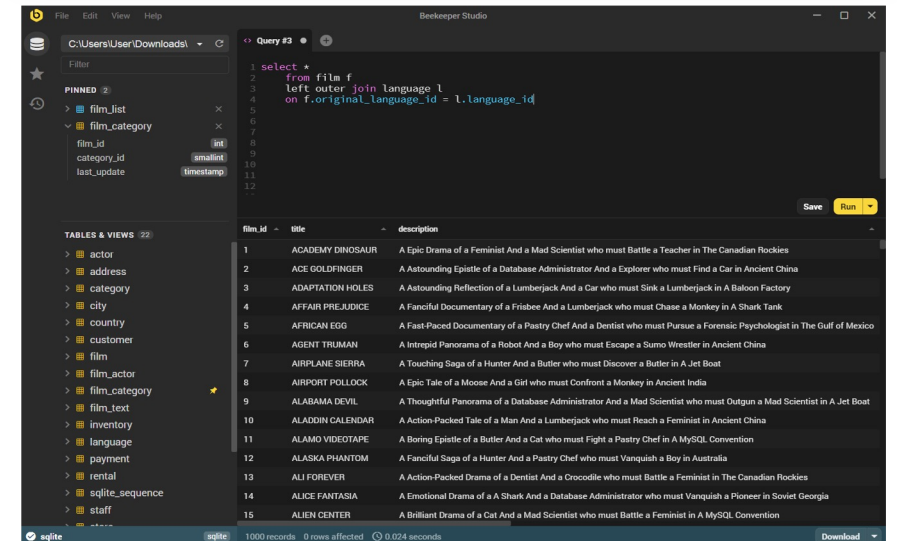 File Edit View Help
Beekeeper Studio
C:\Users\User\Downloads\
Query #3
Filter
PINNED 2
film_list
film_category
film_id int
category_id smallint
last_update timestamp
1 select *
2 from film f
3 left outer join language l
4 on f.original_language_id = l.language_id
5
6
7
8
9
10
11
12
Save Run
TABLES & VIEWS 22
actor
address
category
city
country
customer
film
film_actor
film_category
film_text
inventory
language
payment
rental
sqlite_sequence
staff
film_id title description
1 ACADEMY DINOSAUR A Epic Drama of a Feminist And a Mad Scientist who must Battle a Teacher in The Canadian Rockies
2 ACE GOLDFINGER A Astounding Epistle of a Database Administrator And a Explorer who must Find a Car in Ancient China
3 ADAPTATION HOLES A Astounding Reflection of a Lumberjack And a Car who must Sink a Lumberjack in A Baloon Factory
4 AFFAIR PREJUDICE A Fanciful Documentary of a Frisbee And a Lumberjack who must Chase a Monkey in A Shark Tank
5 AFRICAN EGG A Fast-Paced Documentary of a Pastry Chef And a Dentist who must Pursue a Forensic Psychologist in The Gulf of Mexico
6 AGENT TRUMAN A Intrepid Panorama of a Robot And a Boy who must Escape a Sumo Wrestler in Ancient China
7 AIRPLANE SIERRA A Touching Saga of a Hunter And a Butler who must Discover a Butler in A Jet Boat
8 AIRPORT POLLOCK A Epic Tale of a Moose And a Girl who must Confront a Monkey in Ancient India
9 ALABAMA DEVIL A Thoughtful Panorama of a Database Administrator And a Mad Scientist who must Outgun a Mad Scientist in A Jet Boat
10 ALADDIN CALENDAR A Action-Packed Tale of a Man And a Lumberjack who must Reach a Feminist in Ancient China
11 ALAMO VIDEOTAPE A Boring Epistle of a Butler And a Cat who must Fight a Pastry Chef in A MySQL Convention
12 ALASKA PHANTOM A Fanciful Saga of a Hunter And a Pastry Chef who must Vanquish a Boy in Australia
13 ALI FOREVER A Action-Packed Drama of a Dentist And a Crocodile who must Battle a Feminist in The Canadian Rockies
14 ALICE FANTASIA A Emotional Drama of a A Shark And a Database Administrator who must Vanquish a Pioneer in Soviet Georgia
15 ALIEN CENTER A Brilliant Drama of a Cat And a Mad Scientist who must Battle a Feminist in A MySQL Convention
sqlite sqlite 1000 records 0 rows affected 0.024 seconds Download